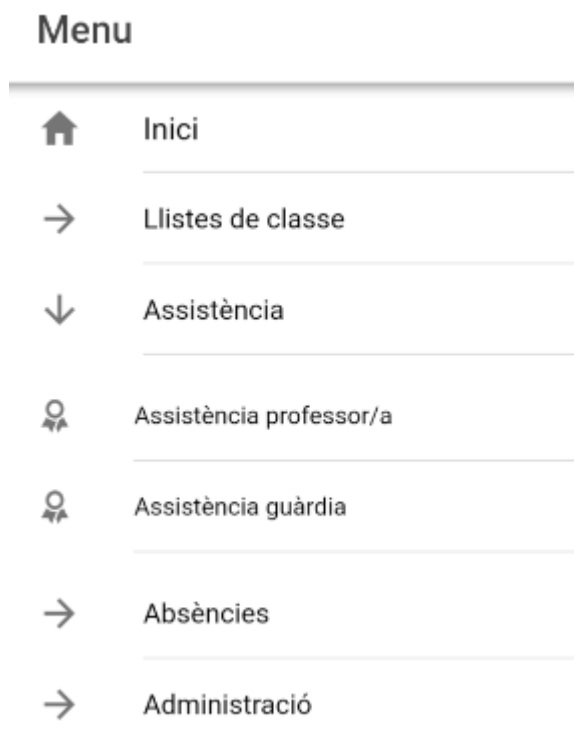 Menu
Inici
Llistes de classe
Assistència
Assistència professor/a
Assistència guàrdia
Absències
Administració